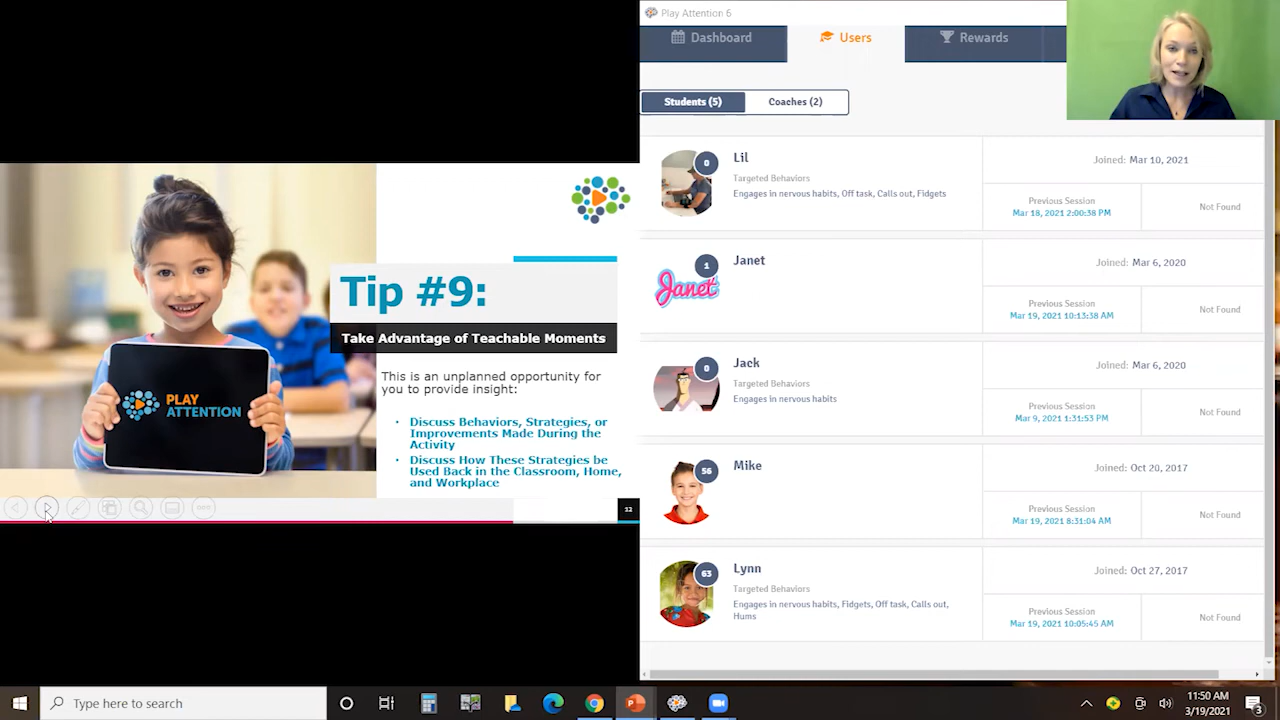 Play Attention 6
Dashboard
Users
Rewards
Students (5)
Coaches (2)
Tip #9:
Take Advantage of Teachable Moments
This is an unplanned opportunity for
you to provide insight:
• Discuss Behaviors, Strategies, or
Improvements Made During the
Activity
• Discuss How These Strategies be
Used Back in the Classroom, Home,
and Workplace
PLAY
ATTENTION
12
0
Lil
Targeted Behaviors
Engages in nervous habits, Off task, Calls out, Fidgets
Joined: Mar 10, 2021
Previous Session
Mar 18, 2021 2:00:38 PM
Not Found
1
Janet
Janet
Joined: Mar 6, 2020
Previous Session
Mar 19, 2021 10:13:38 AM
Not Found
0
Jack
Targeted Behaviors
Engages in nervous habits
Joined: Mar 6, 2020
Previous Session
Mar 9, 2021 1:31:53 PM
Not Found
56
Mike
Joined: Oct 20, 2017
Previous Session
Mar 19, 2021 8:31:04 AM
Not Found
63
Lynn
Targeted Behaviors
Engages in nervous habits, Fidgets, Off task, Calls out,
Hums
Joined: Oct 27, 2017
Previous Session
Mar 19, 2021 10:05:45 AM
Not Found
Type here to search
11:50 AM
3/19/2021
3